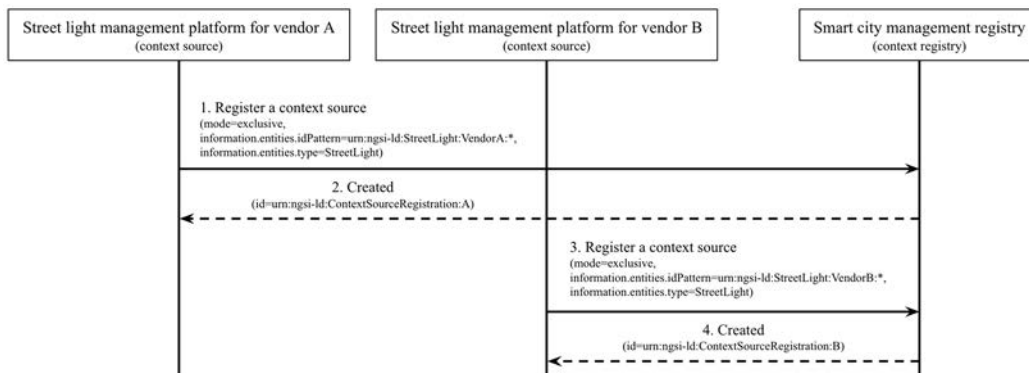 Street light management platform for vendor A
(context source)
Street light management platform for vendor B
(context source)
Smart city management registry
(context registry)
1. Register a context source
(mode=exclusive,
information.entities.idPattern=urn:ngsi-ld:StreetLight:VendorA:*,
information.entities.type=StreetLight)
2. Created
(id=urn:ngsi-ld:ContextSourceRegistration:A)
3. Register a context source
(mode=exclusive,
information.entities.idPattern=urn:ngsi-ld:StreetLight:VendorB:*,
information.entities.type=StreetLight)
4. Created
(id=urn:ngsi-ld:ContextSourceRegistration:B)